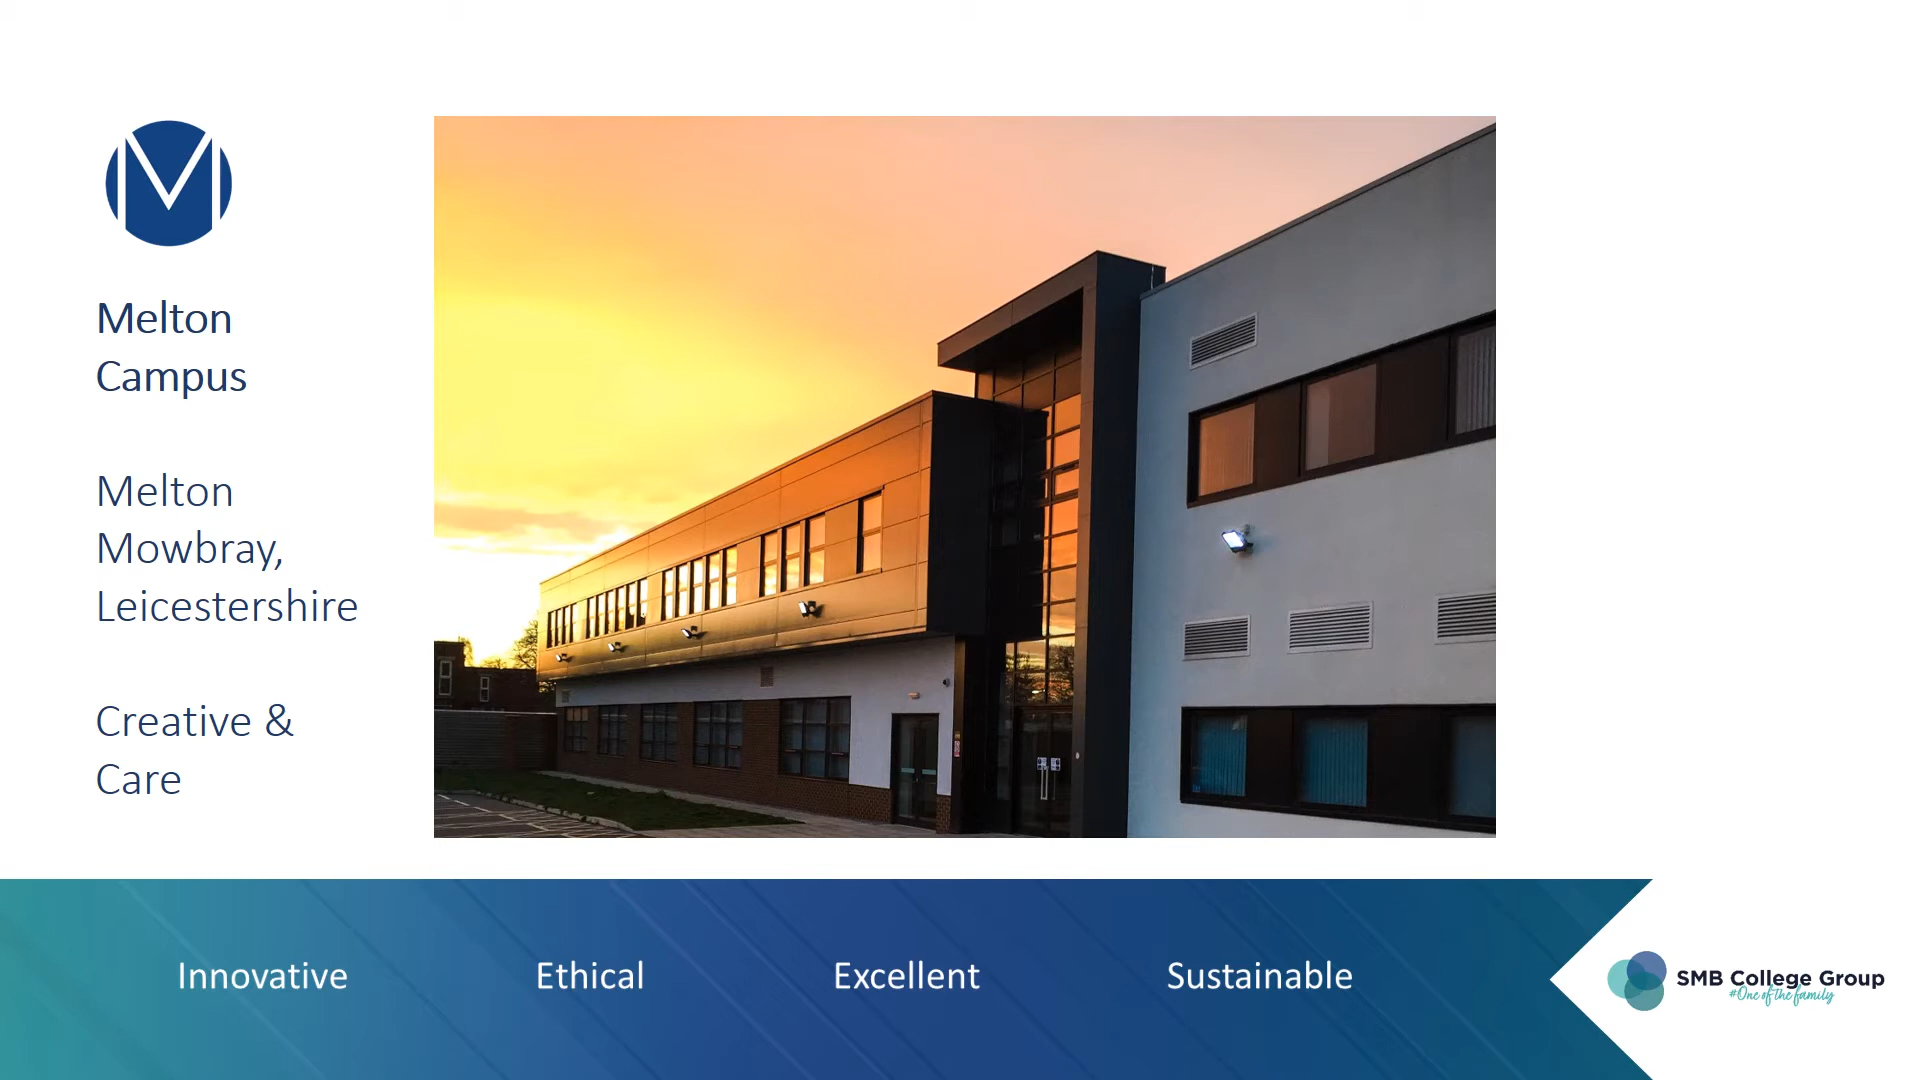 Melton
Campus
Melton
Mowbray,
Leicestershire
Creative &
Care
Innovative
Ethical
Excellent
Sustainable
SMB College Group
#One of the family